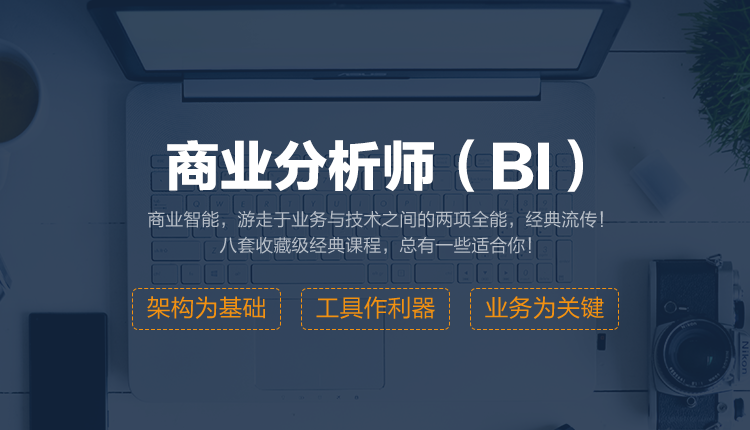 商业分析师（BI）
商业智能，游走于业务与技术之间的两项全能，经典流传！
八套收藏级经典课程，总有一些适合你！
架构为基础 工具作利器 业务为关键
Nikon